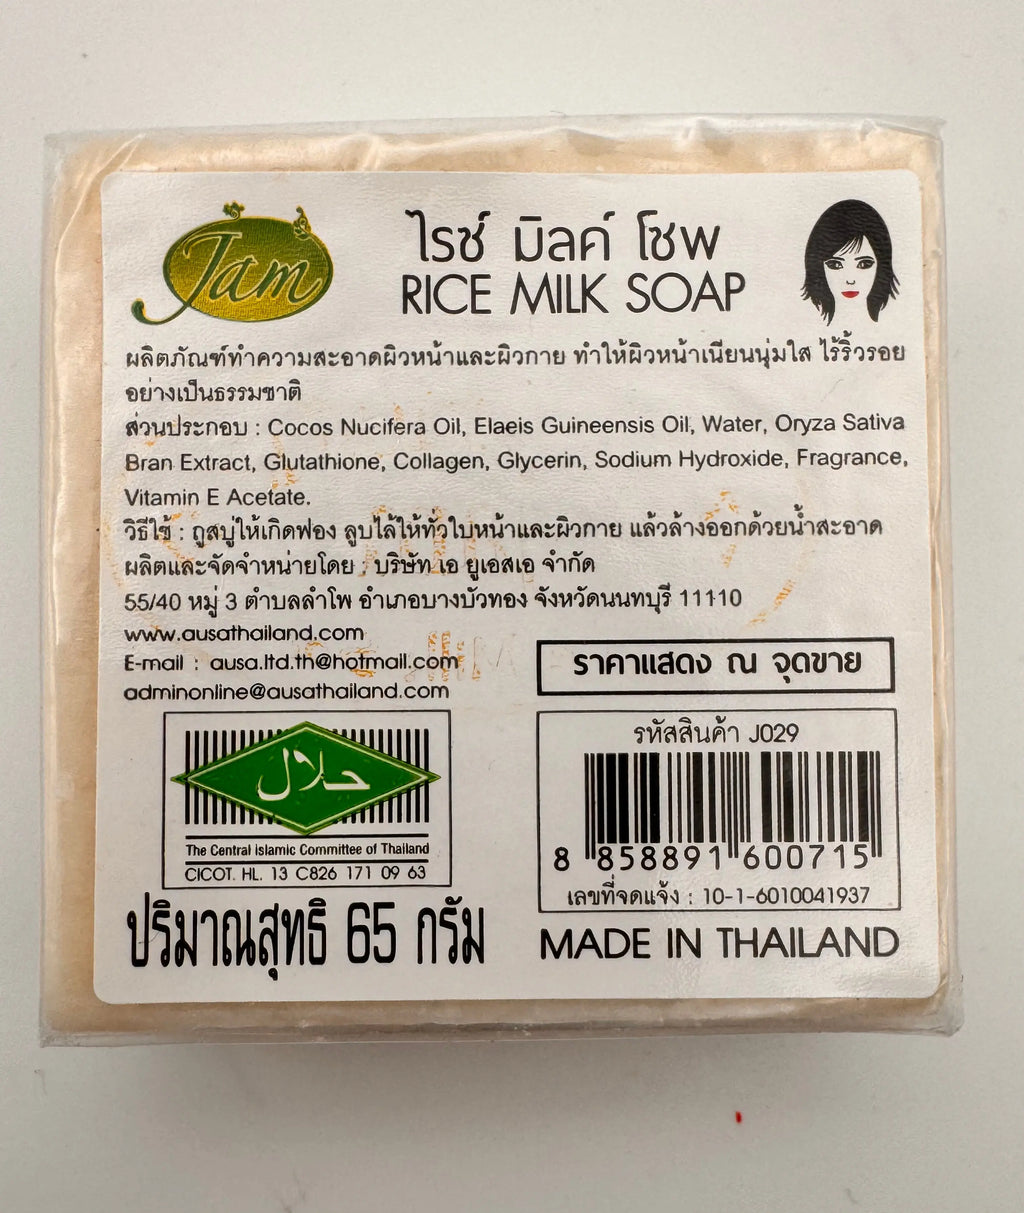 Jam
ไรซ์ มิลค์ โซพ
RICE MILK SOAP
ผลิตภัณฑ์ทำความสะอาดผิวหน้าและผิวกาย ทำให้ผิวหน้าเนียนนุ่มใส ไร้ริ้วรอย
อย่างเป็นธรรมชาติ
ส่วนประกอบ : Cocos Nucifera Oil, Elaeis Guineensis Oil, Water, Oryza Sativa
Bran Extract, Glutathione, Collagen, Glycerin, Sodium Hydroxide, Fragrance,
Vitamin E Acetate.
วิธีใช้ : ถูสบู่ให้เกิดฟอง ลูบไล้ให้ทั่วใบหน้าและผิวกาย แล้วล้างออกด้วยน้ำสะอาด
ผลิตและจัดจำหน่ายโดย : บริษัท เอ ยูเอสเอ จำกัด
55/40 หมู่ 3 ตำบลลำโพ อำเภอบางบัวทอง จังหวัดนนทบุรี 11110
www.ausathailand.com
E-mail : ausa.ltd.th@hotmail.com
adminonline@ausathailand.com
ราคาแสดง ณ จุดขาย
حلال
The Central Islamic Committee of Thailand
CICOT. HL. 13 C826 171 09 63
รหัสสินค้า J029
8 858891 600715
เลขที่จดแจ้ง : 10-1-6010041937
ปริมาณสุทธิ 65 กรัม
MADE IN THAILAND